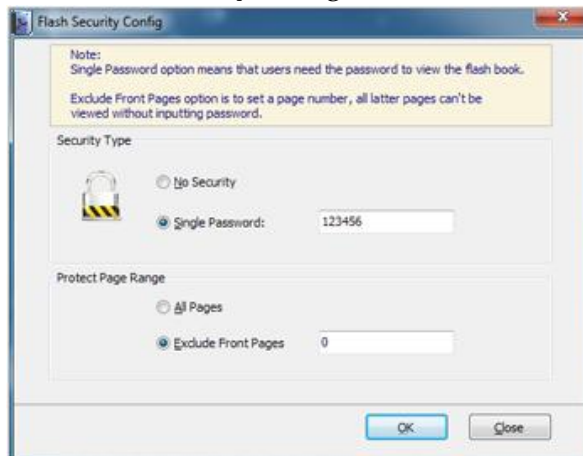 Flash Security Config
Note:
Single Password option means that users need the password to view the flash book.
Exclude Front Pages option is to set a page number, all latter pages can't be
viewed without inputting password.
Security Type
No Security
Single Password: 123456
Protect Page Range
All Pages
Exclude Front Pages 0
OK Close